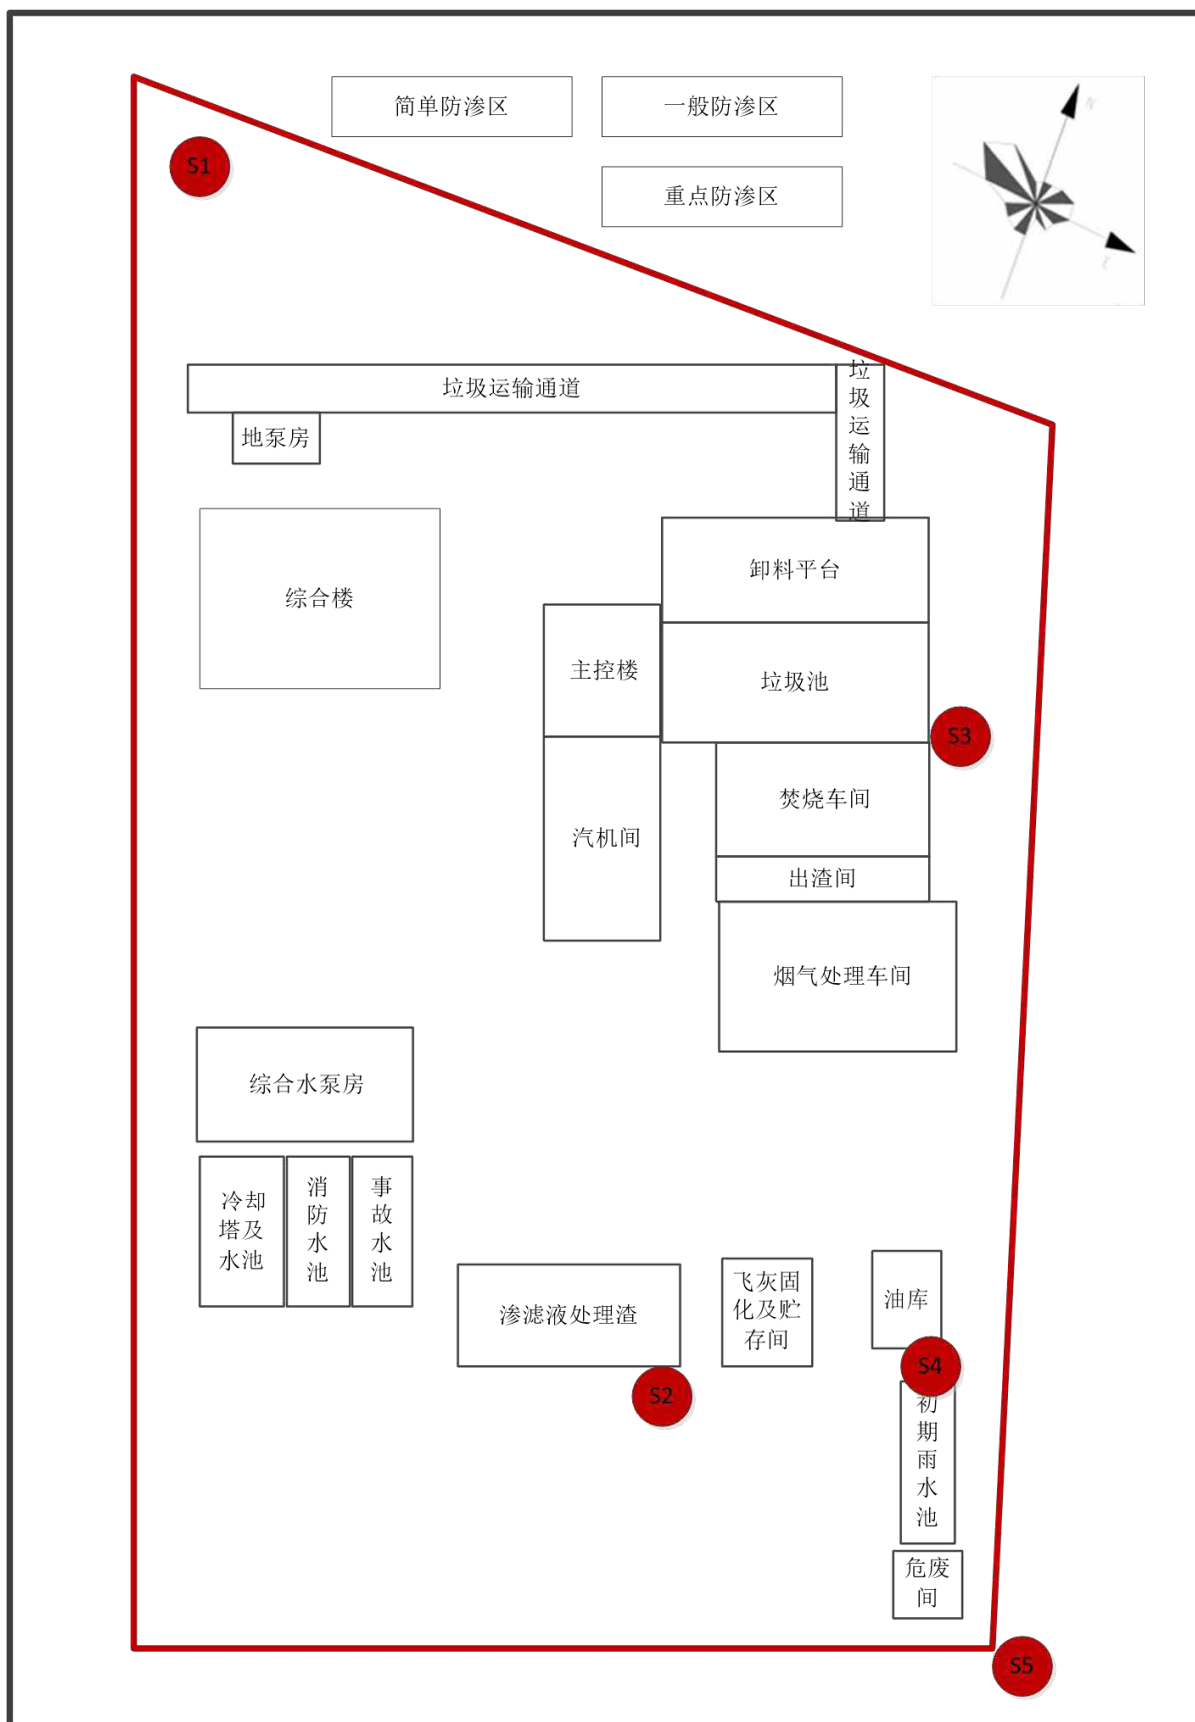 简单防渗区
一般防渗区
S1
重点防渗区
N
E
垃圾运输通道
垃
圾
运
输
通
道
地泵房
卸料平台
综合楼
主控楼
垃圾池
S3
焚烧车间
汽机间
出渣间
烟气处理车间
综合水泵房
冷却
塔及
水池
消
防
水
池
事
故
水
池
渗滤液处理渣
飞灰固
化及贮
存间
油库
S4
S2
初
期
雨
水
池
危废
间
S5